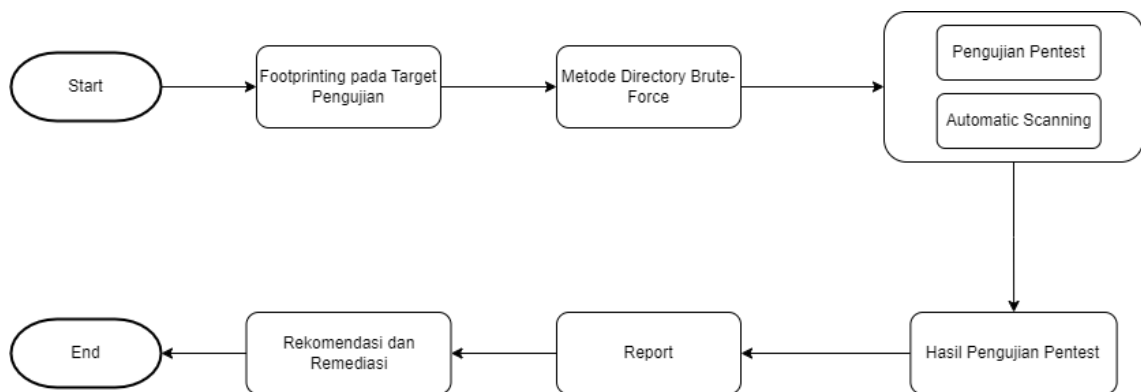 Start
Footprinting pada Target
Pengujian
Metode Directory Brute-
Force
Pengujian Pentest
Automatic Scanning
End
Rekomendasi dan
Remediasi
Report
Hasil Pengujian Pentest